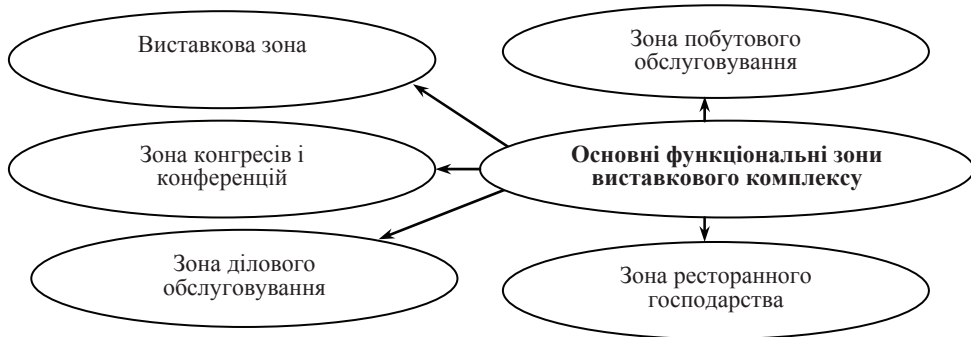 Виставкова зона
Зона побутового
обслуговування
Зона конгресів і
конференцій
Основні функціональні зони
виставкового комплексу
Зона ділового
обслуговування
Зона ресторанного
господарства